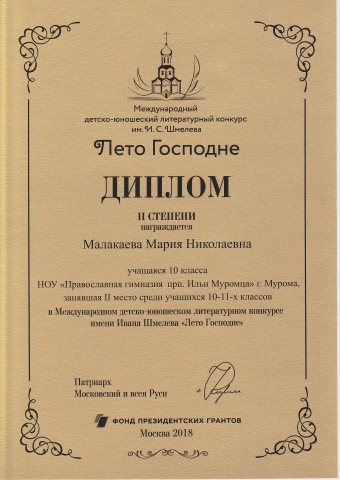 Международный
детско-юношеский литературный конкурс
им. И. С. Шмелева
Лето Господне
ДИПЛОМ
II СТЕПЕНИ
награждается
Малакаева Мария Николаевна
учащаяся 10 класса
НОУ «Православная гимназия прп. Ильи Муромца» г. Мурома,
занявшая II место среди учащихся 10-11-х классов
в Международном детско-юношеском литературном конкурсе
имени Ивана Шмелева «Лето Господне»
Патриарх
Московский и всея Руси
ФОНД ПРЕЗИДЕНТСКИХ ГРАНТОВ
Москва 2018